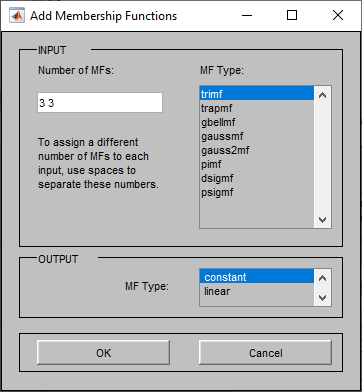 Add Membership Functions
INPUT
Number of MFs:
MF Type:
3 3
trimf
trapmf
gbellmf
gaussmf
gauss2mf
pimf
dsigmf
psigmf
To assign a different
number of MFs to each
input, use spaces to
separate these numbers.
OUTPUT
MF Type:
constant
linear
OK
Cancel